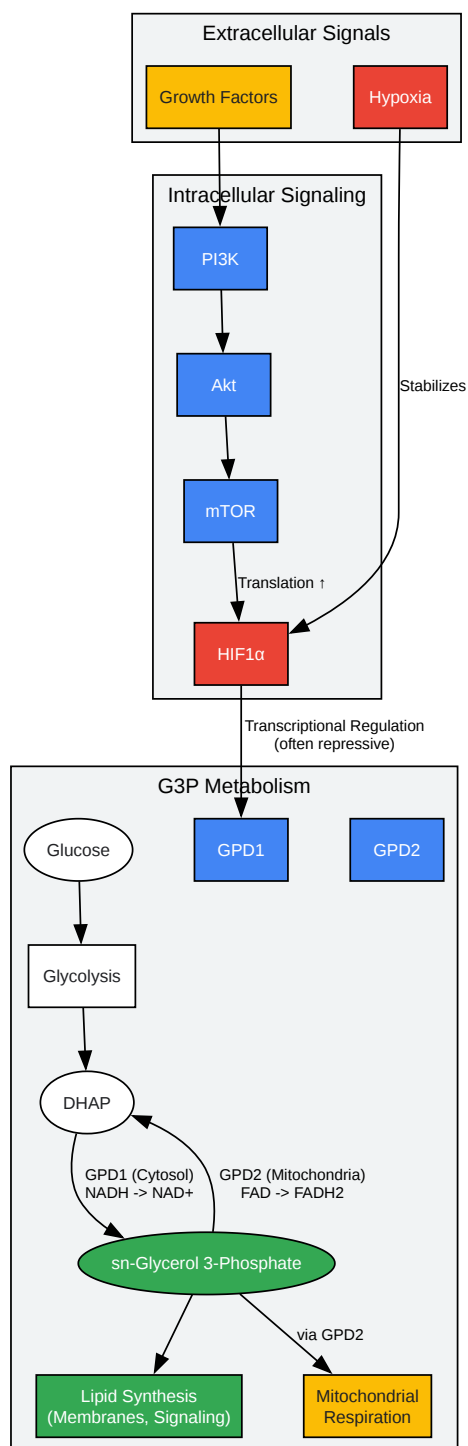 Extracellular Signals
Growth Factors
Hypoxia
Intracellular Signaling
PI3K
Akt
Stabilizes
mTOR
Translation ↑
HIF1α
Transcriptional Regulation
(often repressive)
G3P Metabolism
Glucose
GPD1
GPD2
Glycolysis
DHAP
GPD1 (Cytosol)
NADH -> NAD+
GPD2 (Mitochondria)
FAD -> FADH2
sn-Glycerol 3-Phosphate
via GPD2
Lipid Synthesis
(Membranes, Signaling)
Mitochondrial
Respiration